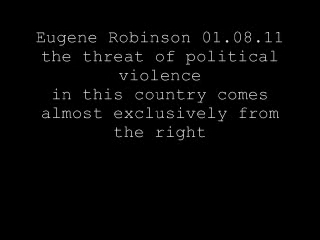 Eugene Robinson 01.08.11
the threat of political
violence
in this country comes
almost exclusively from
the right